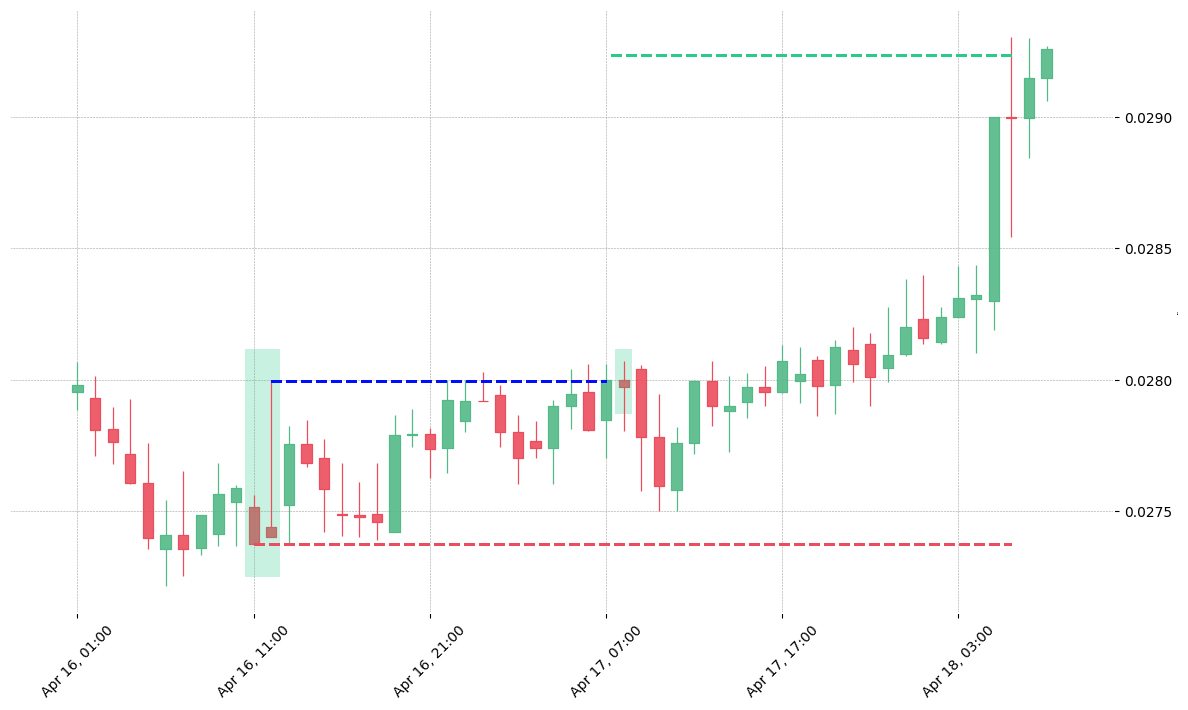 0.0290
0.0285
0.0280
0.0275
Apr 16, 01:00
Apr 16, 11:00
Apr 16, 21:00
Apr 17, 07:00
Apr 17, 17:00
Apr 18, 03:00